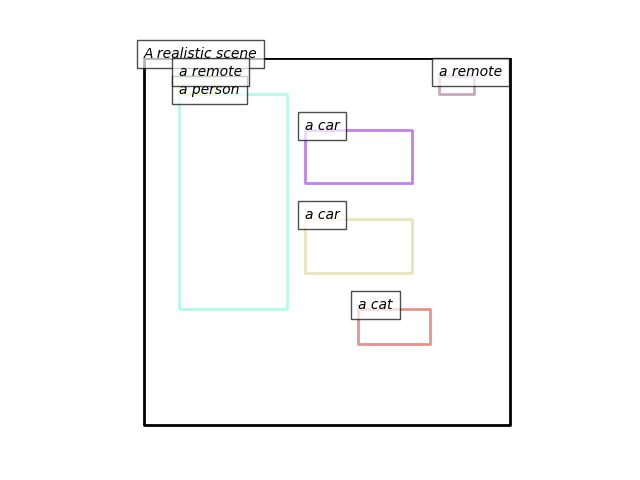 A realistic scene
a remote
a remote
a person
a car
a car
a cat